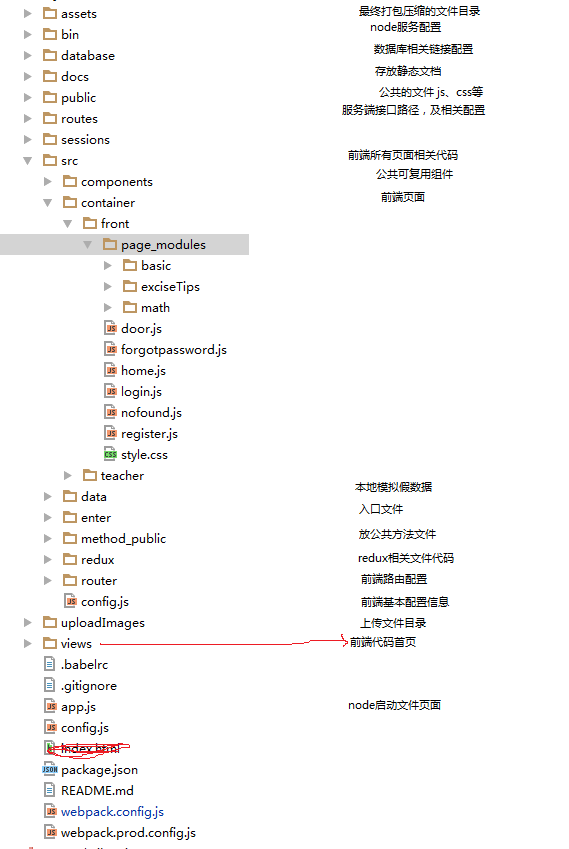 assets 最终打包压缩的文件目录
bin node服务配置
database 数据库相关链接配置
docs 存放静态文档
public 公共的文件 js、css等
routes 服务端接口路径，及相关配置
sessions
src 前端所有页面相关代码
components 公共可复用组件
container 前端页面
front
page_modules
basic
exciseTips
math
door.js
forgotpassword.js
home.js
login.js
nofound.js
register.js
style.css
teacher
data 本地模拟假数据
enter 入口文件
method_public 放公共方法文件
redux redux相关文件代码
router 前端路由配置
config.js 前端基本配置信息
uploadImages 上传文件目录
views 前端代码首页
.babelrc
.gitignore
app.js node启动文件页面
config.js
index.html
package.json
README.md
webpack.config.js
webpack.prod.config.js